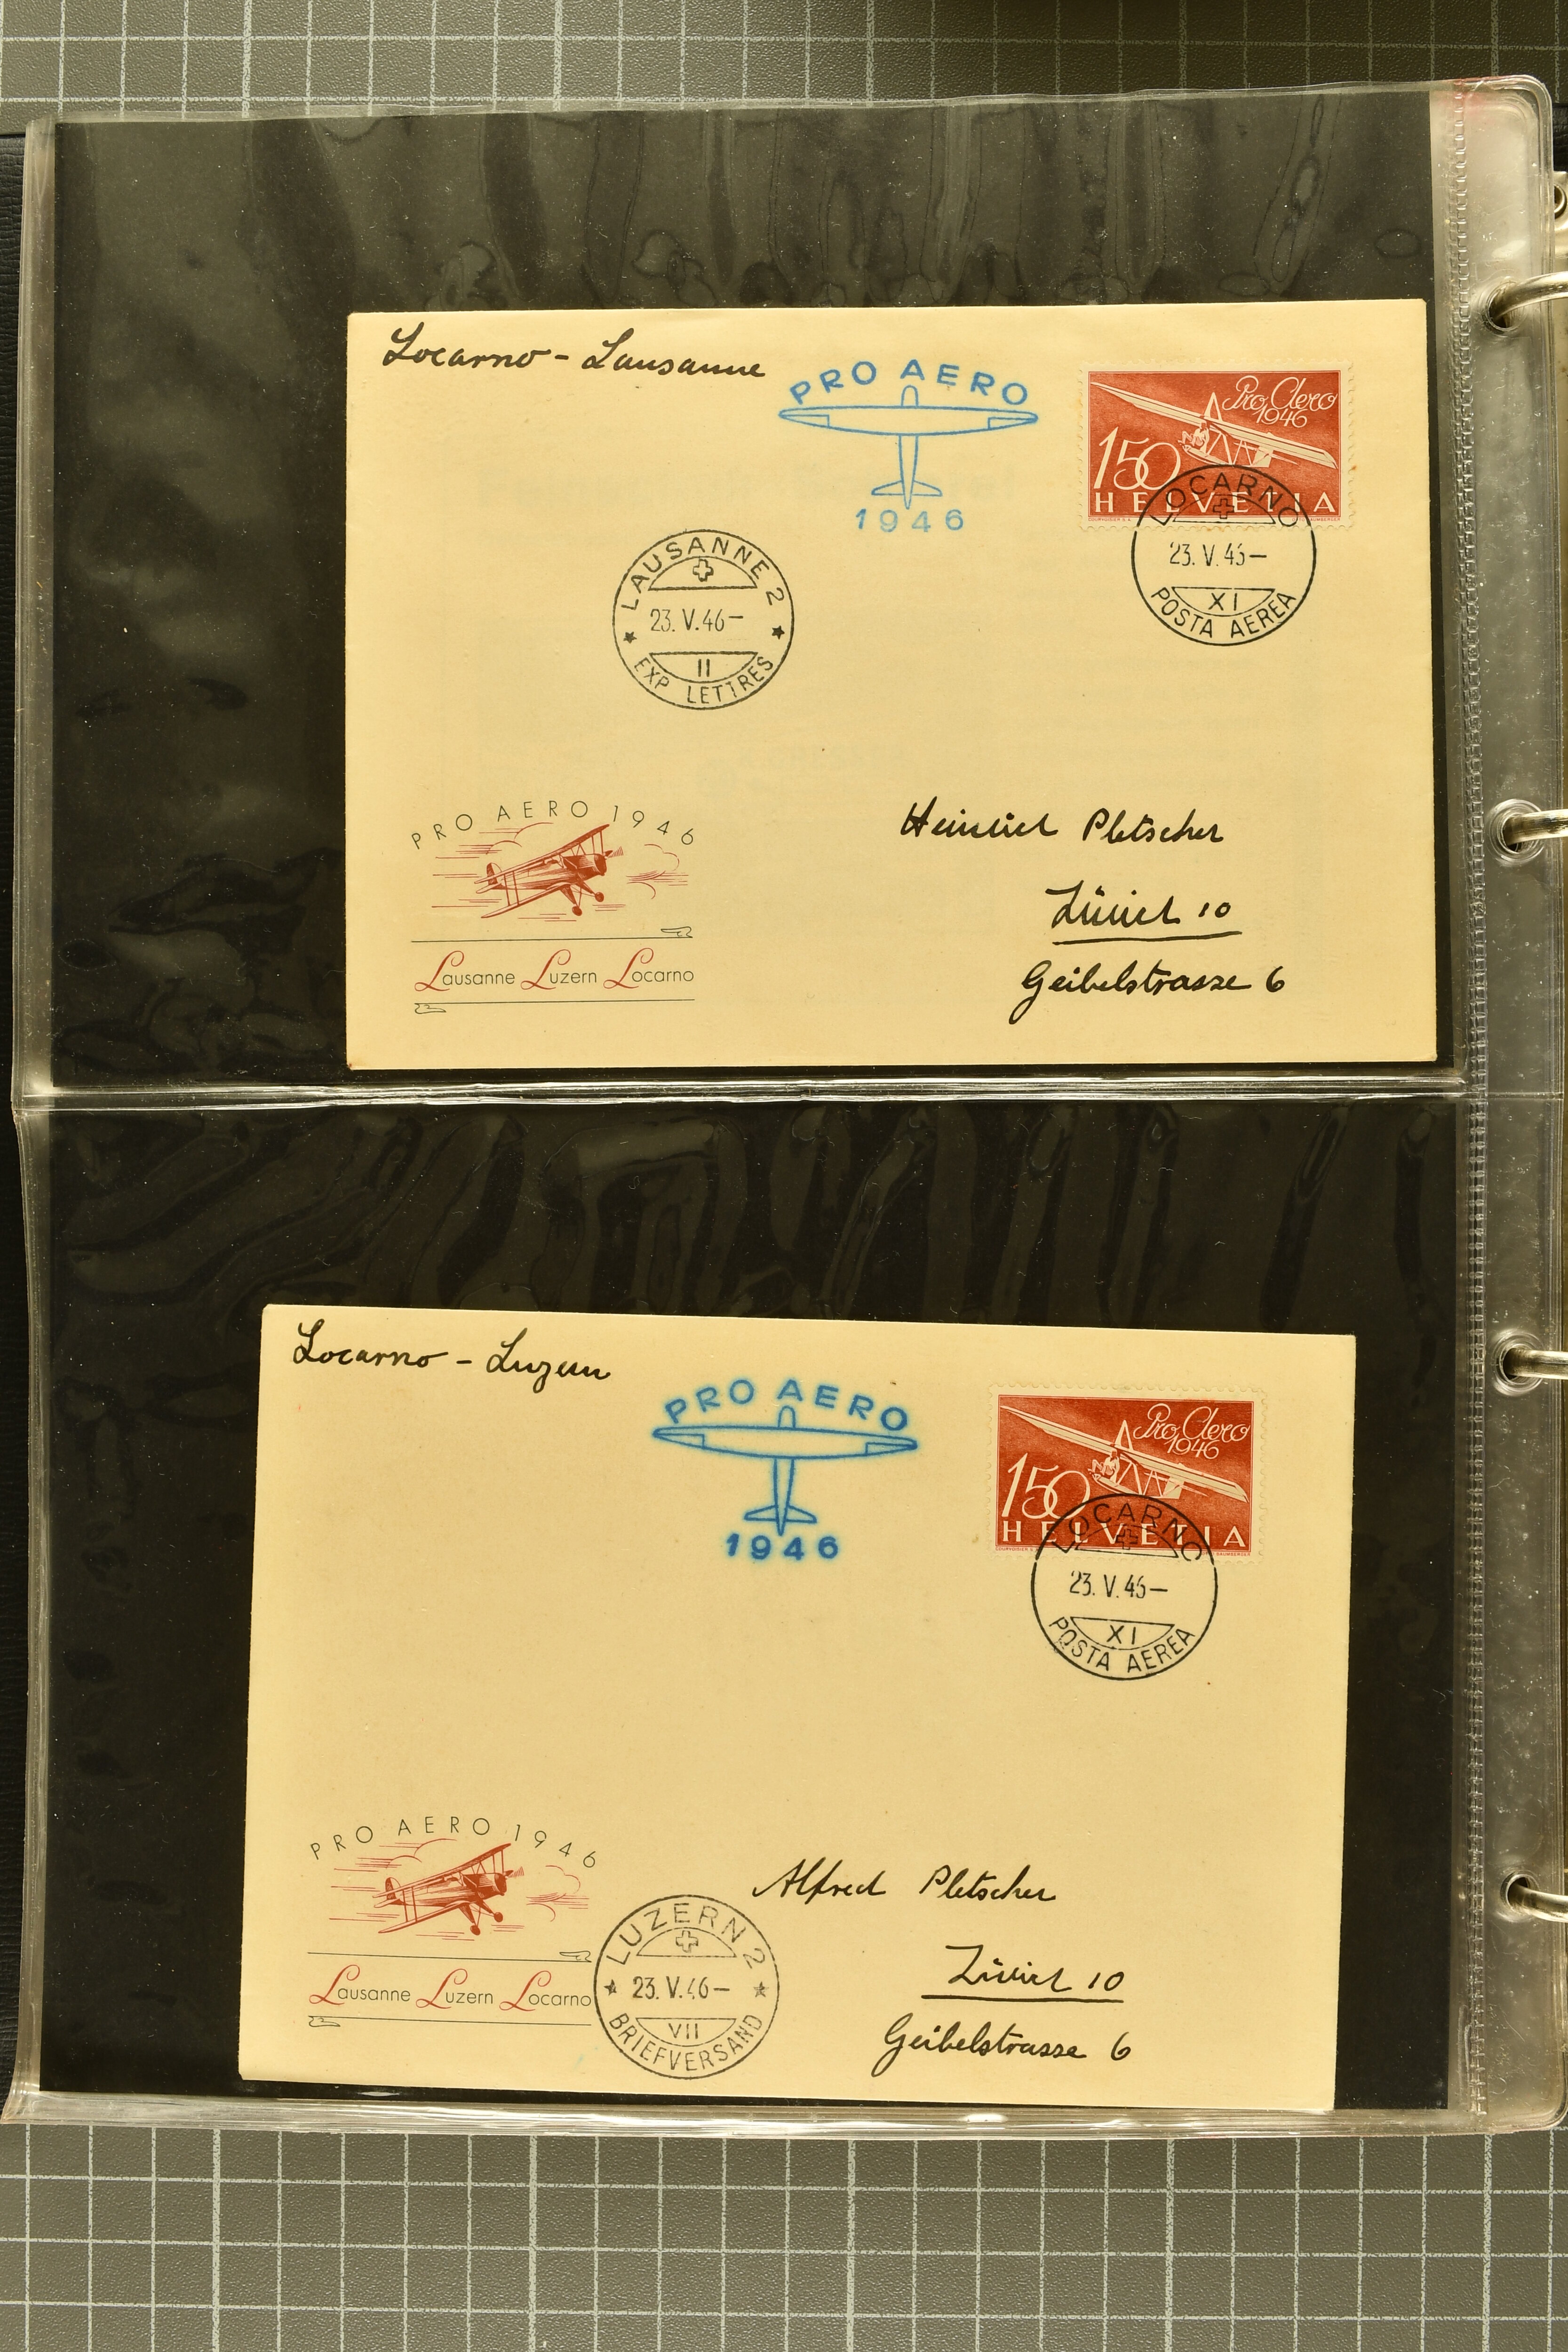 Locarno - Lausanne
PRO AERO
1946
Pro Aero
1946
150
HELVETIA
LOCARNO
23. V. 46-
XI
POSTA AEREA
LAUSANNE 2
23. V. 46-
II
EXP. LETTRES
PRO AERO 1946
Lausanne Luzern Locarno
Heinrich Pletscher
Zürich 10
Geibelstrasse 6
Locarno - Luzern
PRO AERO
1946
Pro Aero
1946
150
HELVETIA
LOCARNO
23. V. 46-
XI
POSTA AEREA
PRO AERO 1946
Lausanne Luzern Locarno
LUZERN 2
23. V. 46-
VII
BRIEFVERSAND
Alfred Pletscher
Zürich 10
Geibelstrasse 6